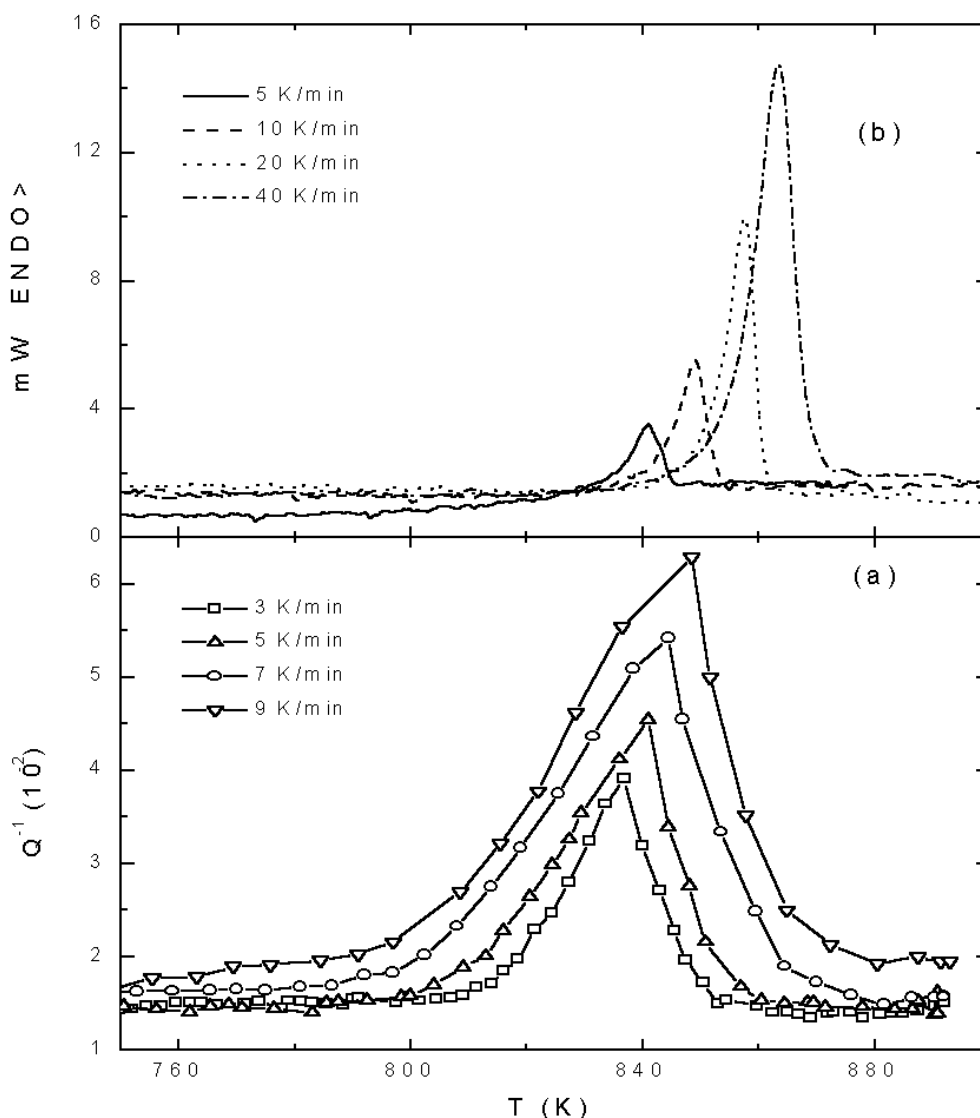 16
12
8
4
0
mW ENDO>
5 K/min
10 K/min
20 K/min
40 K/min
(b)
6
5
4
3
2
1
Q⁻¹ (10⁻²)
3 K/min
5 K/min
7 K/min
9 K/min
(a)
760
800
840
880
T (K)